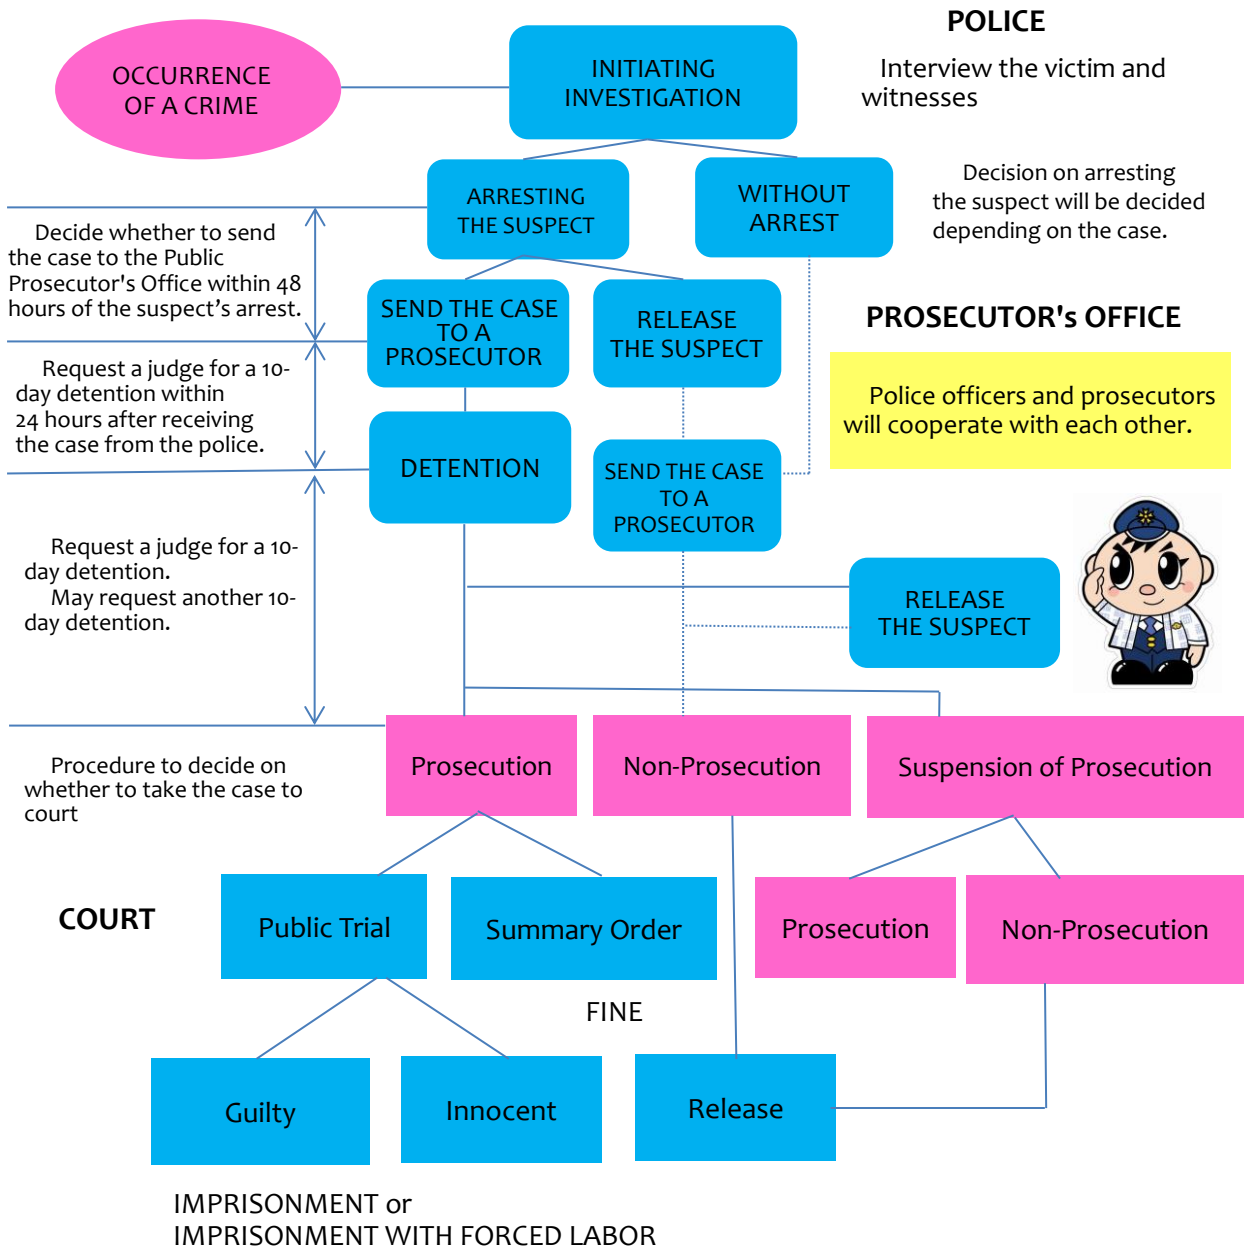 POLICE
OCCURRENCE
OF A CRIME
INITIATING
INVESTIGATION
Interview the victim and
witnesses
ARRESTING
THE SUSPECT
WITHOUT
ARREST
Decision on arresting
the suspect will be decided
depending on the case.
Decide whether to send
the case to the Public
Prosecutor's Office within 48
hours of the suspect’s arrest.
SEND THE CASE
TO A
PROSECUTOR
RELEASE
THE SUSPECT
PROSECUTOR's OFFICE
Request a judge for a 10-
day detention within
24 hours after receiving
the case from the police.
Police officers and prosecutors
will cooperate with each other.
DETENTION
SEND THE CASE
TO A
PROSECUTOR
Request a judge for a 10-
day detention.
May request another 10-
day detention.
RELEASE
THE SUSPECT
Procedure to decide on
whether to take the case to
court
Prosecution
Non-Prosecution
Suspension of Prosecution
COURT
Public Trial
Summary Order
Prosecution
Non-Prosecution
FINE
Guilty
Innocent
Release
IMPRISONMENT or
IMPRISONMENT WITH FORCED LABOR